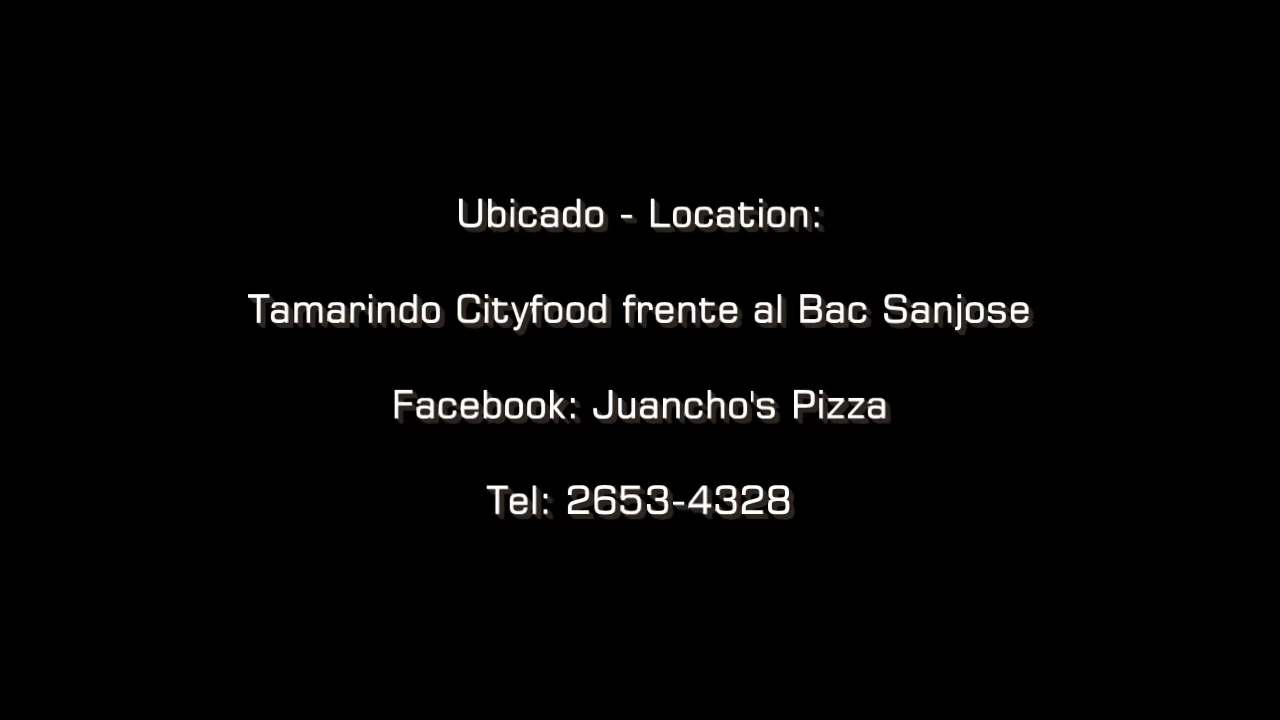 Ubicado - Location:
Tamarindo Cityfood frente al Bac Sanjose
Facebook: Juancho's Pizza
Tel: 2653-4328